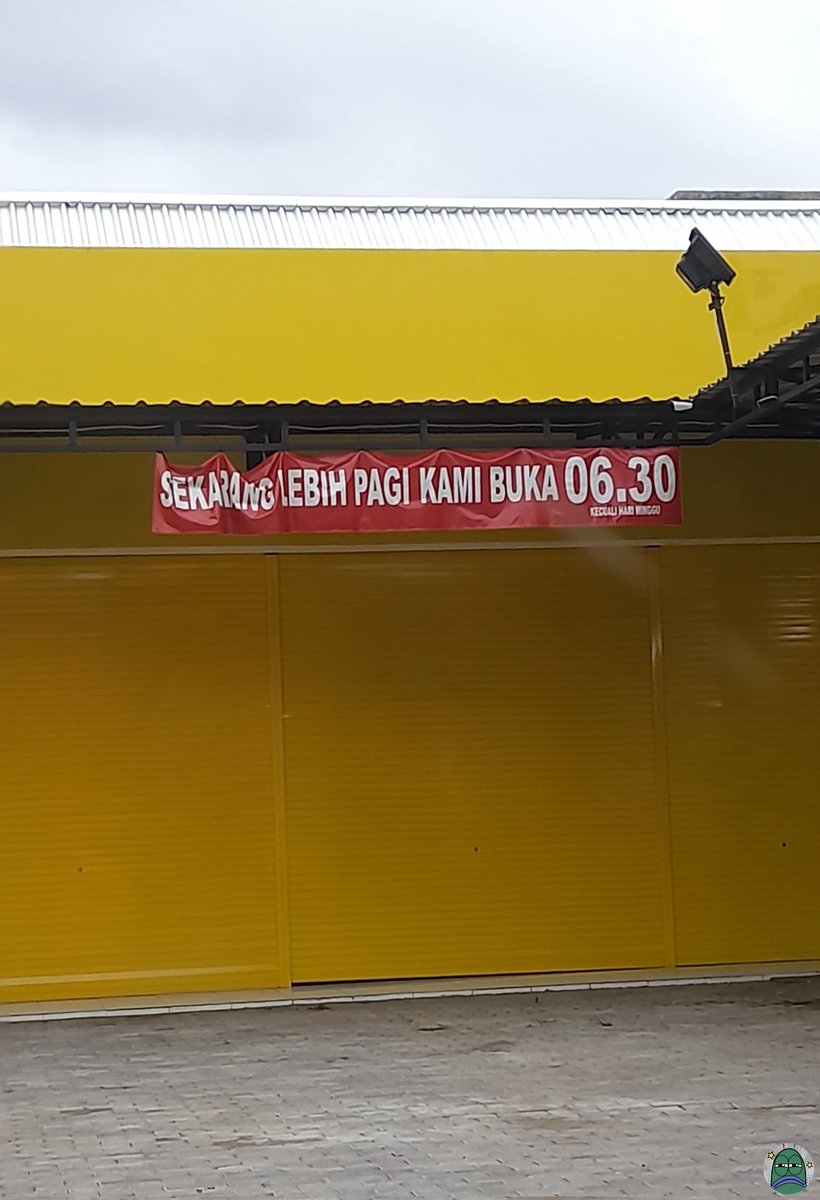 SEKARANG LEBIH PAGI KAMI BUKA 06.30
KECUALI HARI MINGGU